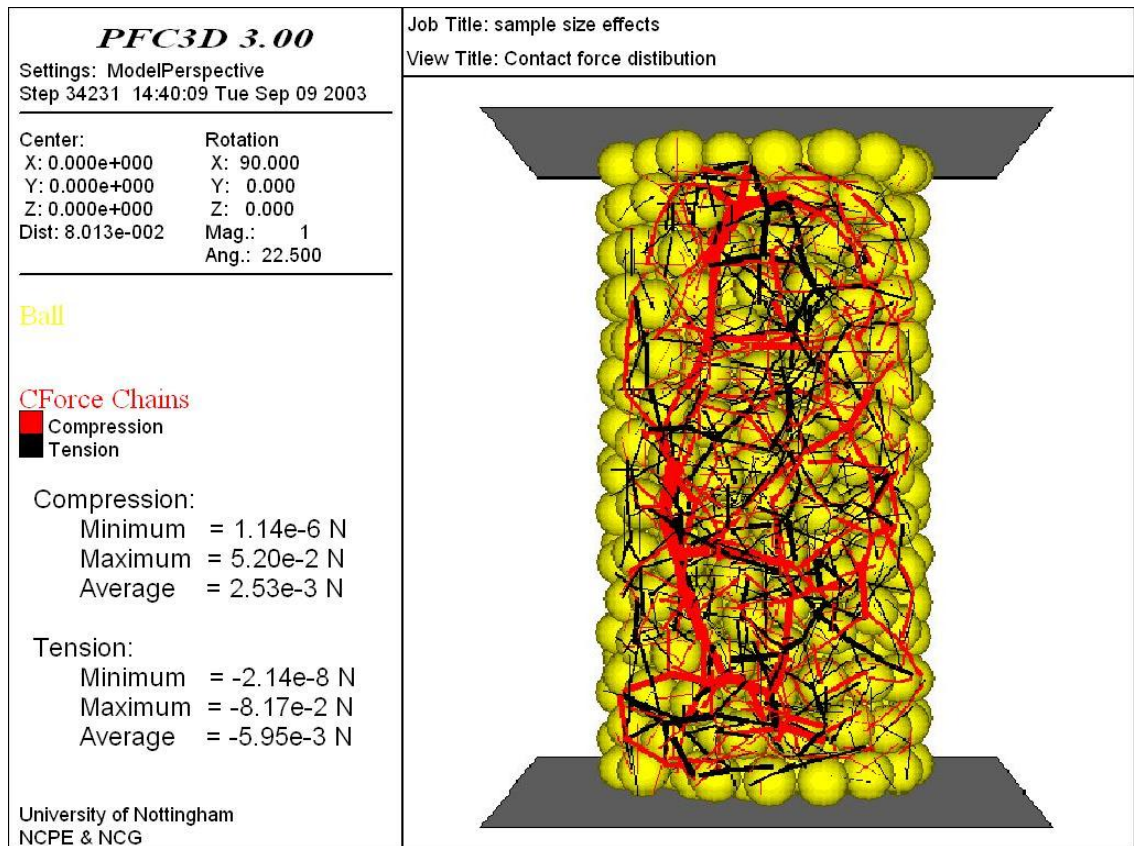 PFC3D 3.00
Settings: ModelPerspective
Step 34231 14:40:09 Tue Sep 09 2003
Center:
X: 0.000e+000
Y: 0.000e+000
Z: 0.000e+000
Dist: 8.013e-002
Rotation
X: 90.000
Y: 0.000
Z: 0.000
Mag.: 1
Ang.: 22.500
Ball
CForce Chains
Compression
Tension
Compression:
Minimum = 1.14e-6 N
Maximum = 5.20e-2 N
Average = 2.53e-3 N
Tension:
Minimum = -2.14e-8 N
Maximum = -8.17e-2 N
Average = -5.95e-3 N
University of Nottingham
NCPE & NCG
Job Title: sample size effects
View Title: Contact force distibution